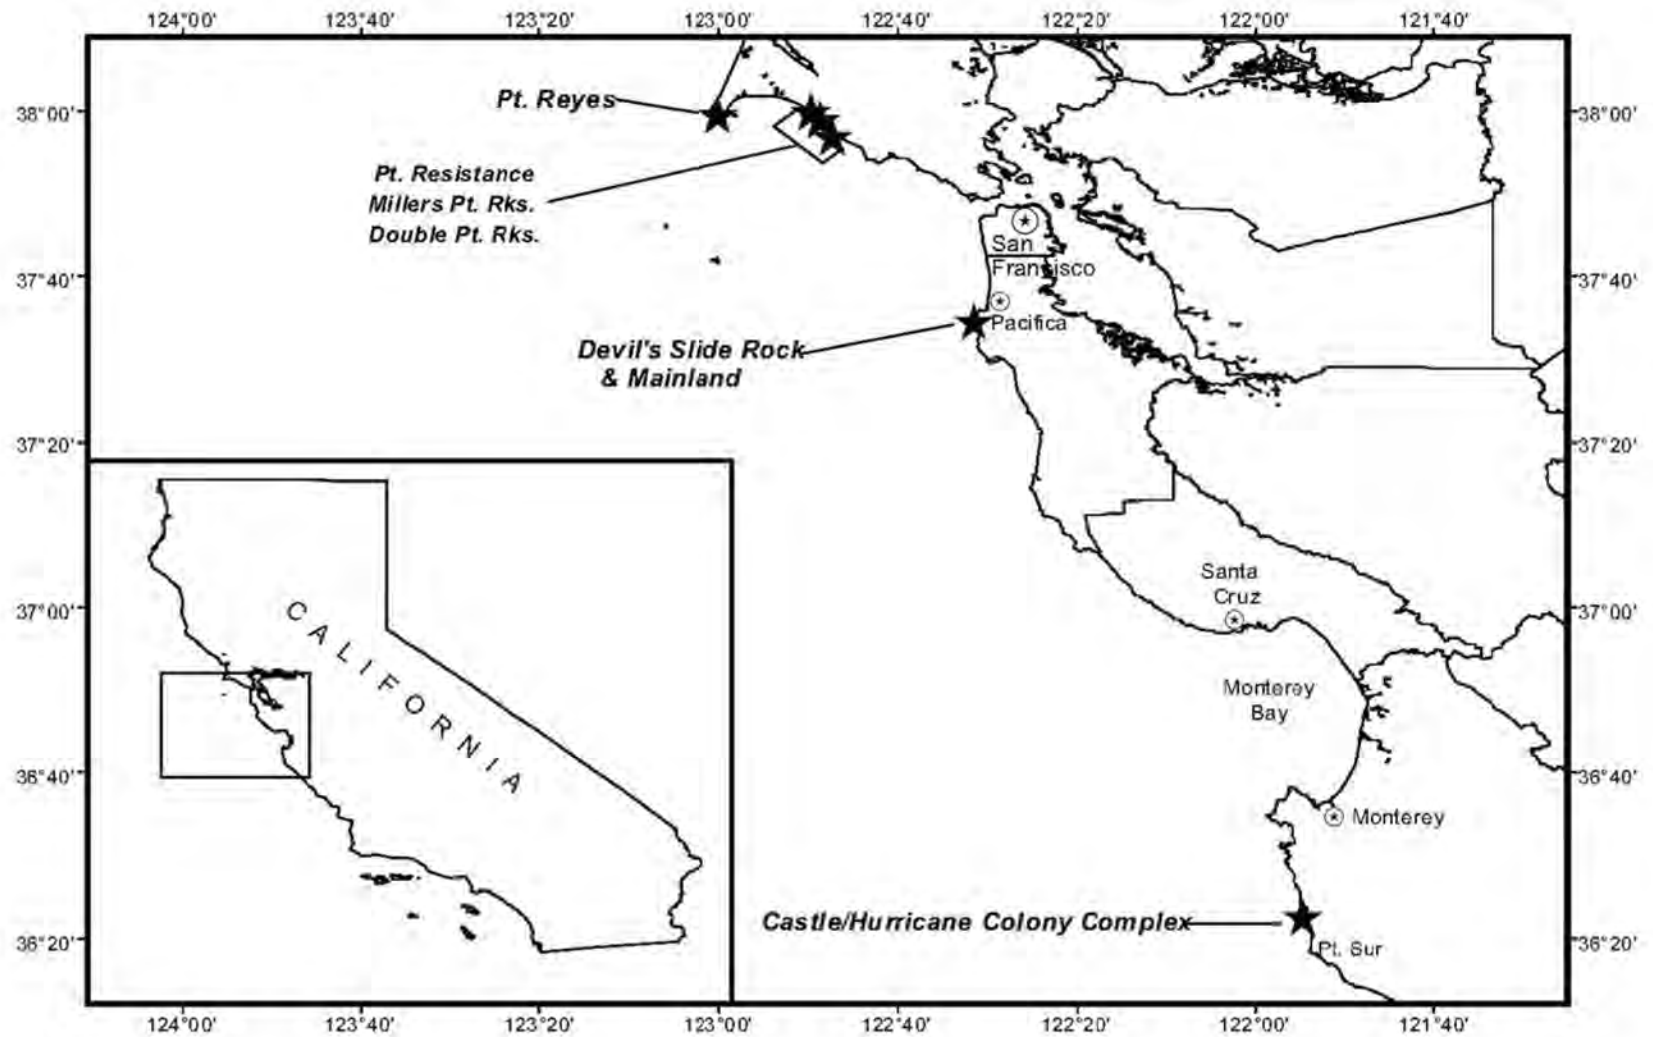 124°00' 123°40' 123°20' 123°00' 122°40' 122°20' 122°00' 121°40'
38°00' 38°00'
Pt. Reyes
Pt. Resistance
Millers Pt. Rks.
Double Pt. Rks.
San
Fransisco
37°40' 37°40'
Pacifica
Devil's Slide Rock
& Mainland
37°20' 37°20'
Santa
Cruz
37°00' 37°00'
CALIFORNIA
Monterey
Bay
36°40' 36°40'
Monterey
Castle/Hurricane Colony Complex
36°20' 36°20'
Pt. Sur
124°00' 123°40' 123°20' 123°00' 122°40' 122°20' 122°00' 121°40'